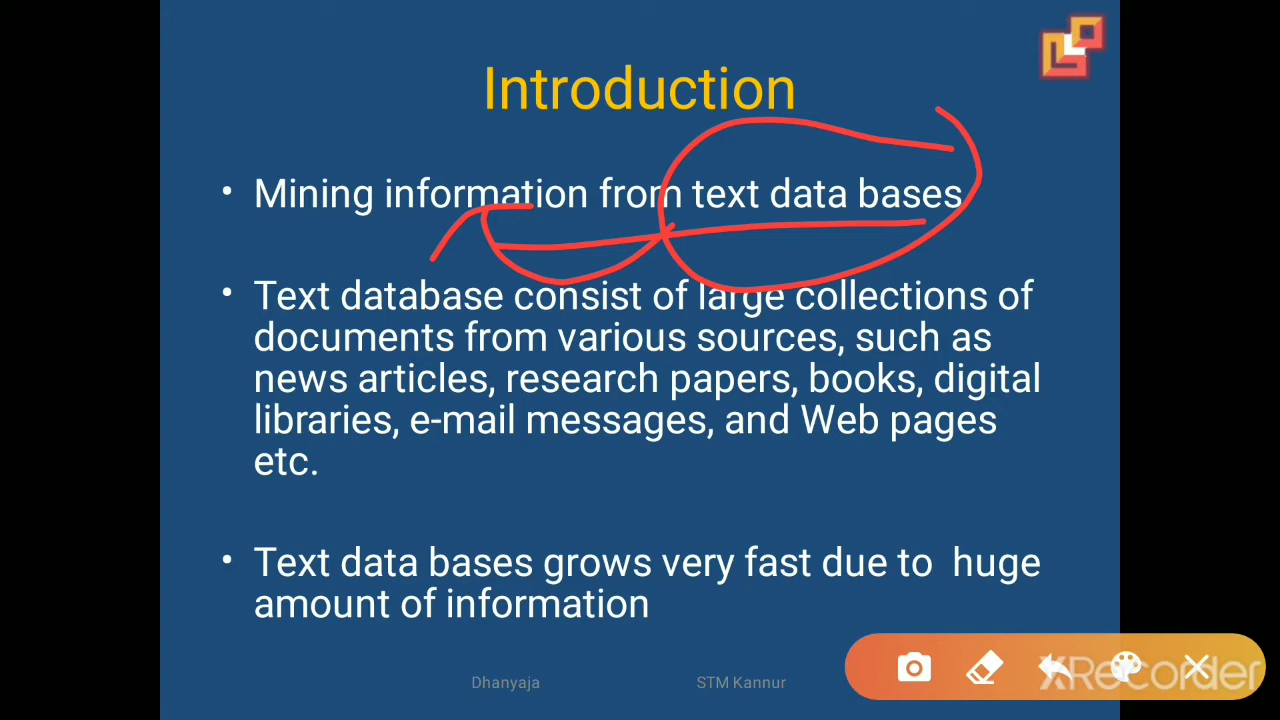 Introduction
• Mining information from text data bases
• Text database consist of large collections of
documents from various sources, such as
news articles, research papers, books, digital
libraries, e-mail messages, and Web pages
etc.
• Text data bases grows very fast due to huge
amount of information
Dhanyaja STM Kannur
XRecorder